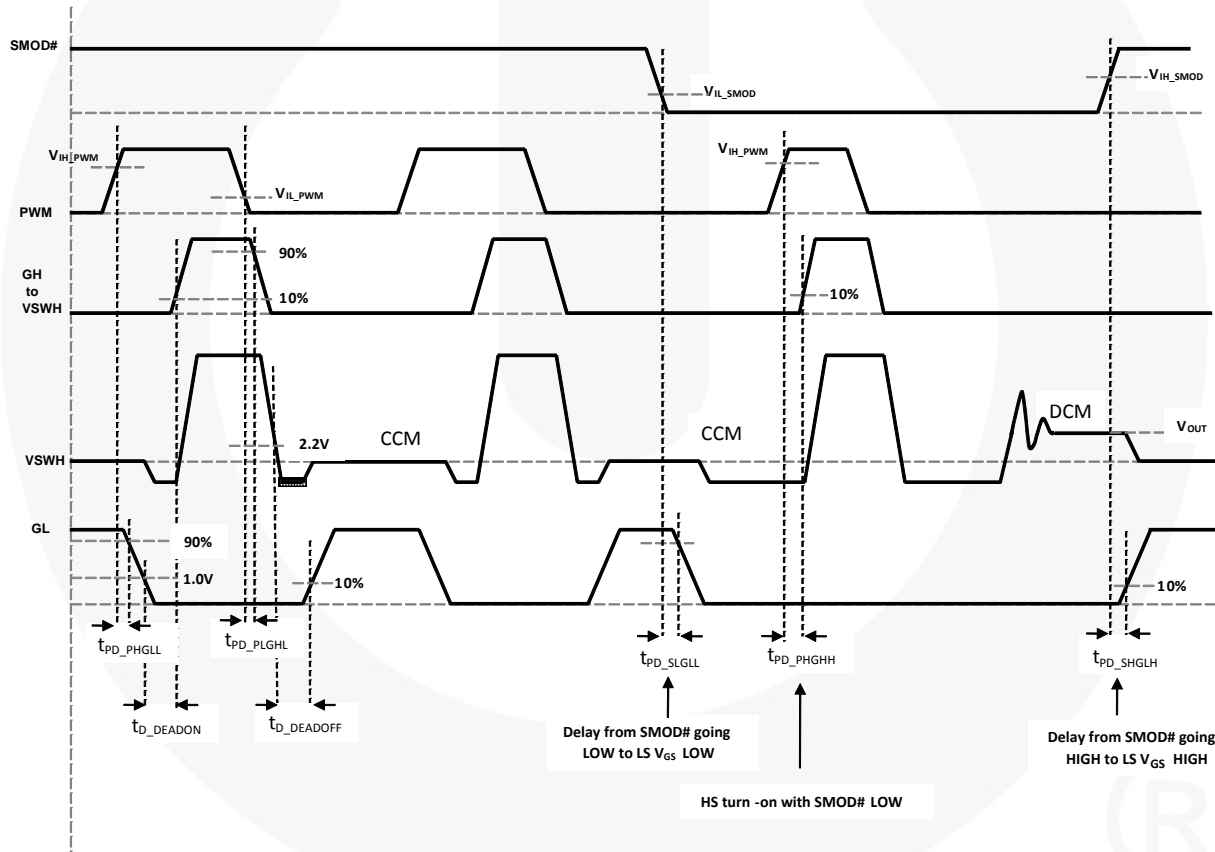 SMOD#
VIH_SMOD
VIL_SMOD
VIH_PWM
VIH_PWM
VIL_PWM
PWM
90%
GH
to
VSWH
10%
10%
DCM
VOUT
2.2V
CCM
CCM
VSWH
GL
90%
1.0V
10%
10%
tPD_PHGLL
tPD_PLGHL
tPD_SLGLL
tPD_PHGHH
tPD_SHGLH
tD_DEADON
tD_DEADOFF
Delay from SMOD# going
LOW to LS VGS LOW
Delay from SMOD# going
HIGH to LS VGS HIGH
HS turn -on with SMOD# LOW
(R